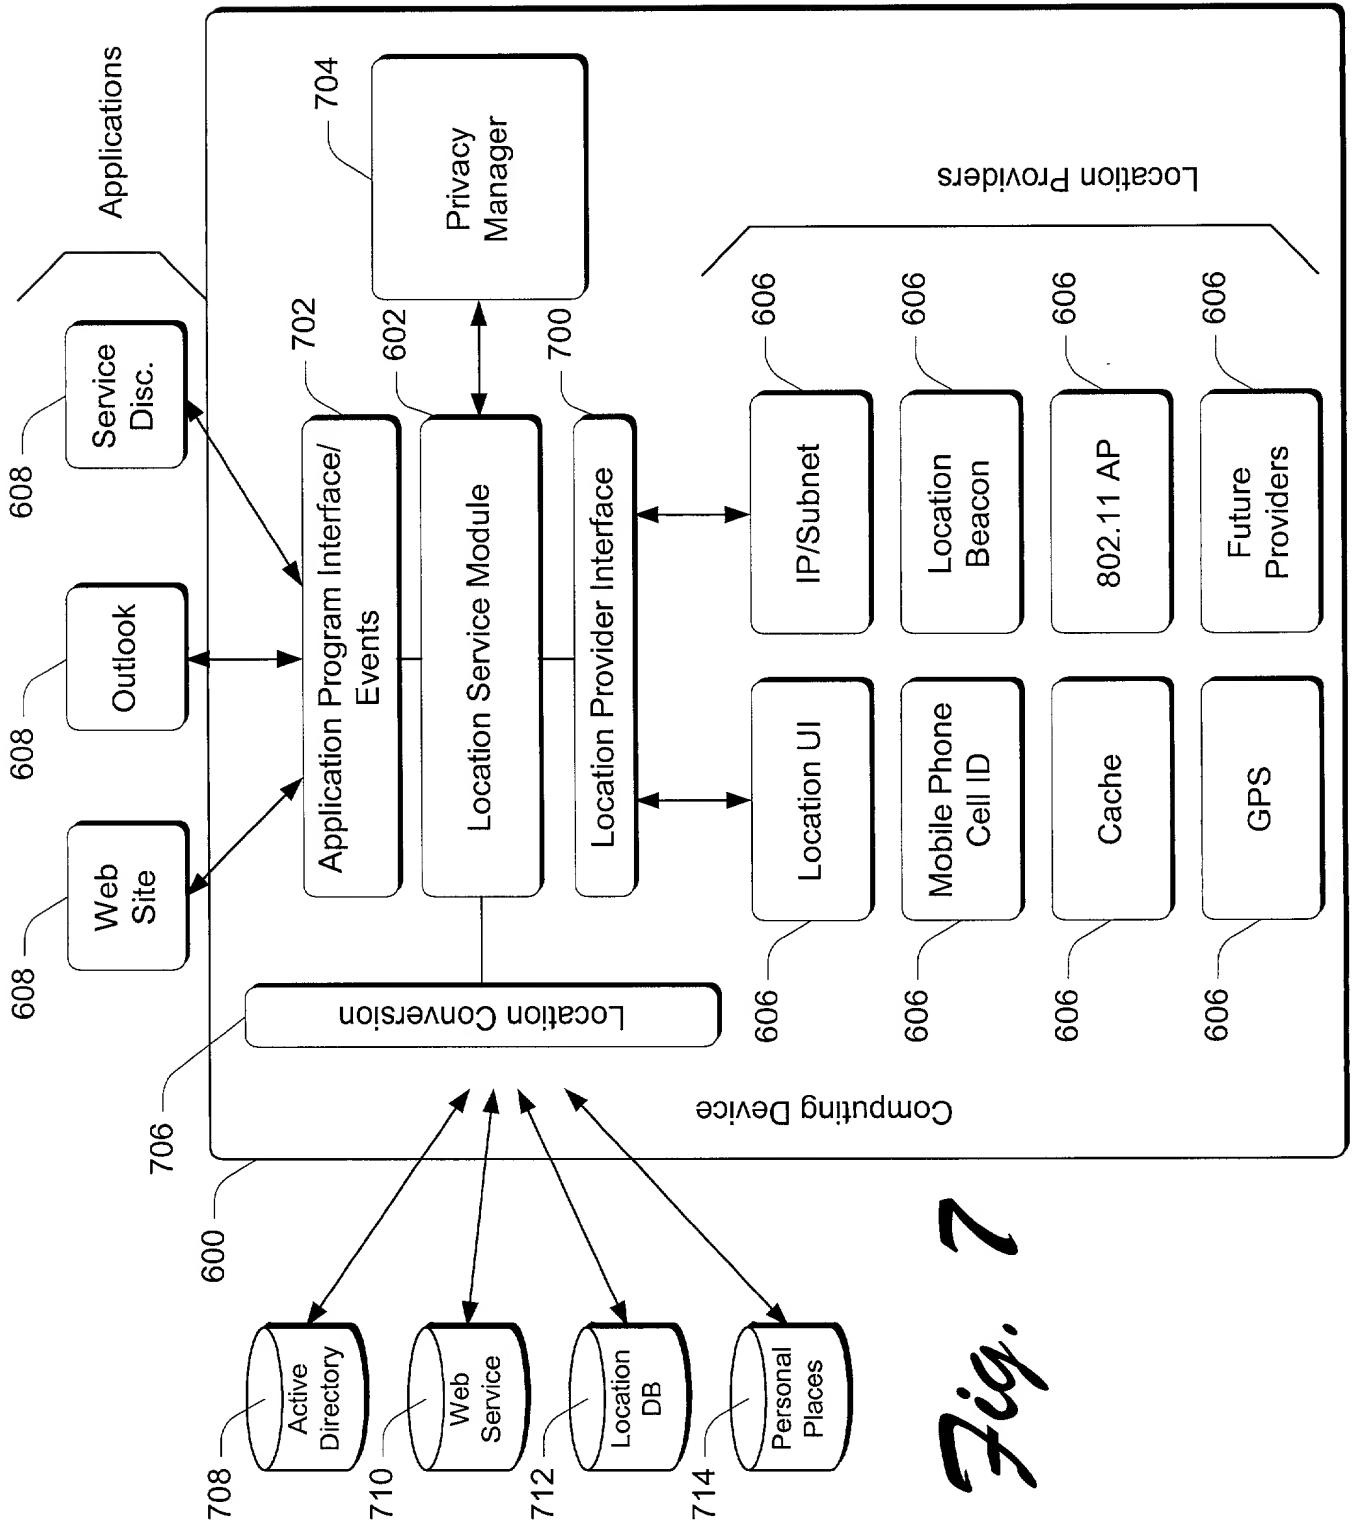 Applications
608
608
608
Web
Site
Outlook
Service
Disc.
706
600
702
Application Program Interface/
Events
602
Location Service Module
704
Privacy
Manager
700
Location Provider Interface
Location Conversion
Computing Device
708
Active
Directory
710
Web
Service
712
Location
DB
714
Personal
Places
Location Providers
606
Location UI
IP/Subnet
606
606
Mobile Phone
Cell ID
Location
Beacon
606
606
Cache
802.11 AP
606
606
GPS
Future
Providers
606
Fig. 7